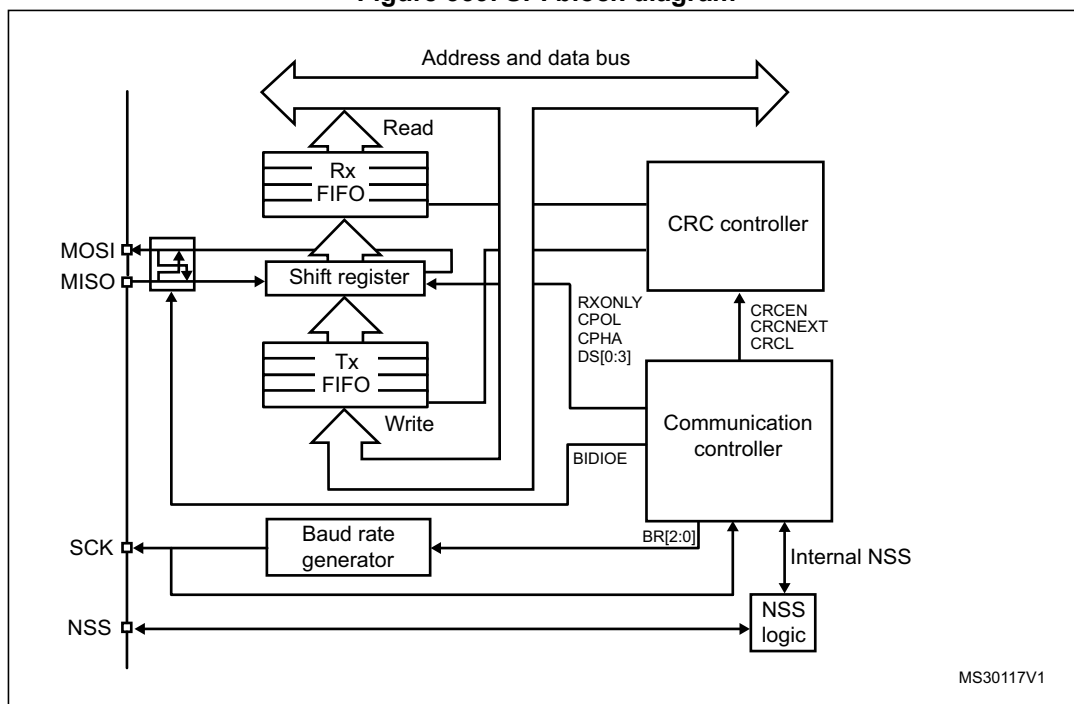 Address and data bus
Read
Rx
FIFO
CRC controller
MOSI
MISO
Shift register
RXONLY
CPOL
CPHA
DS[0:3]
CRCEN
CRCNEXT
CRCL
Tx
FIFO
Write
Communication
controller
BIDIOE
SCK
Baud rate
generator
BR[2:0]
Internal NSS
NSS
NSS
logic
MS30117V1